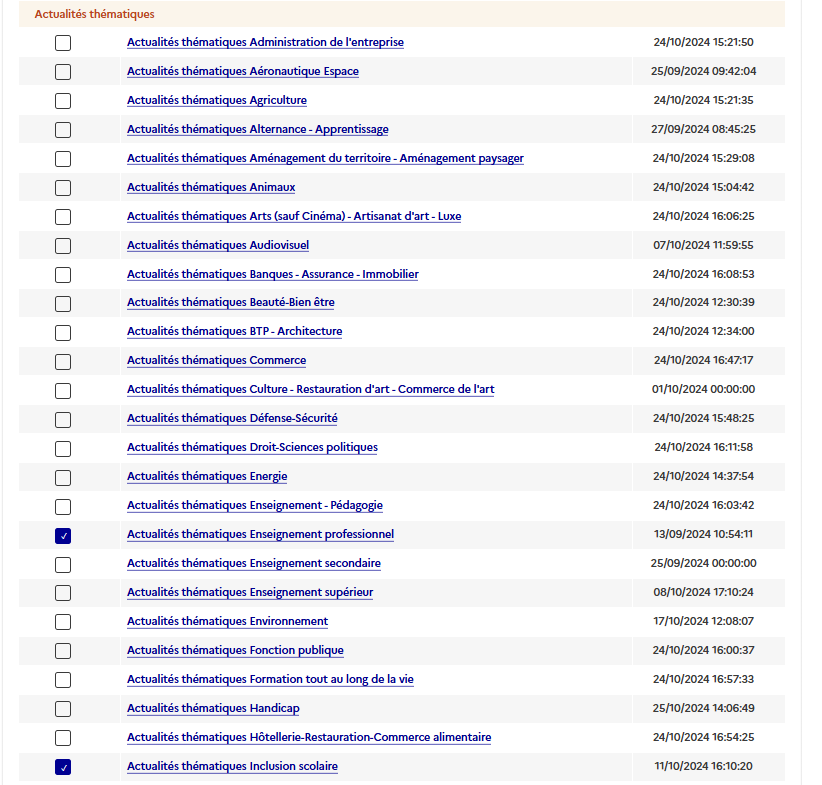 Actualités thématiques
Actualités thématiques Administration de l'entreprise 24/10/2024 15:21:50
Actualités thématiques Aéronautique Espace 25/09/2024 09:42:04
Actualités thématiques Agriculture 24/10/2024 15:21:35
Actualités thématiques Alternance - Apprentissage 27/09/2024 08:45:25
Actualités thématiques Aménagement du territoire - Aménagement paysager 24/10/2024 15:29:08
Actualités thématiques Animaux 24/10/2024 15:04:42
Actualités thématiques Arts (sauf Cinéma) - Artisanat d'art - Luxe 24/10/2024 16:06:25
Actualités thématiques Audiovisuel 07/10/2024 11:59:55
Actualités thématiques Banques - Assurance - Immobilier 24/10/2024 16:08:53
Actualités thématiques Beauté-Bien être 24/10/2024 12:30:39
Actualités thématiques BTP - Architecture 24/10/2024 12:34:00
Actualités thématiques Commerce 24/10/2024 16:47:17
Actualités thématiques Culture - Restauration d'art - Commerce de l'art 01/10/2024 00:00:00
Actualités thématiques Défense-Sécurité 24/10/2024 15:48:25
Actualités thématiques Droit-Sciences politiques 24/10/2024 16:11:58
Actualités thématiques Energie 24/10/2024 14:37:54
Actualités thématiques Enseignement - Pédagogie 24/10/2024 16:03:42
Actualités thématiques Enseignement professionnel 13/09/2024 10:54:11
Actualités thématiques Enseignement secondaire 25/09/2024 00:00:00
Actualités thématiques Enseignement supérieur 08/10/2024 17:10:24
Actualités thématiques Environnement 17/10/2024 12:08:07
Actualités thématiques Fonction publique 24/10/2024 16:00:37
Actualités thématiques Formation tout au long de la vie 24/10/2024 16:57:33
Actualités thématiques Handicap 25/10/2024 14:06:49
Actualités thématiques Hôtellerie-Restauration-Commerce alimentaire 24/10/2024 16:54:25
Actualités thématiques Inclusion scolaire 11/10/2024 16:10:20